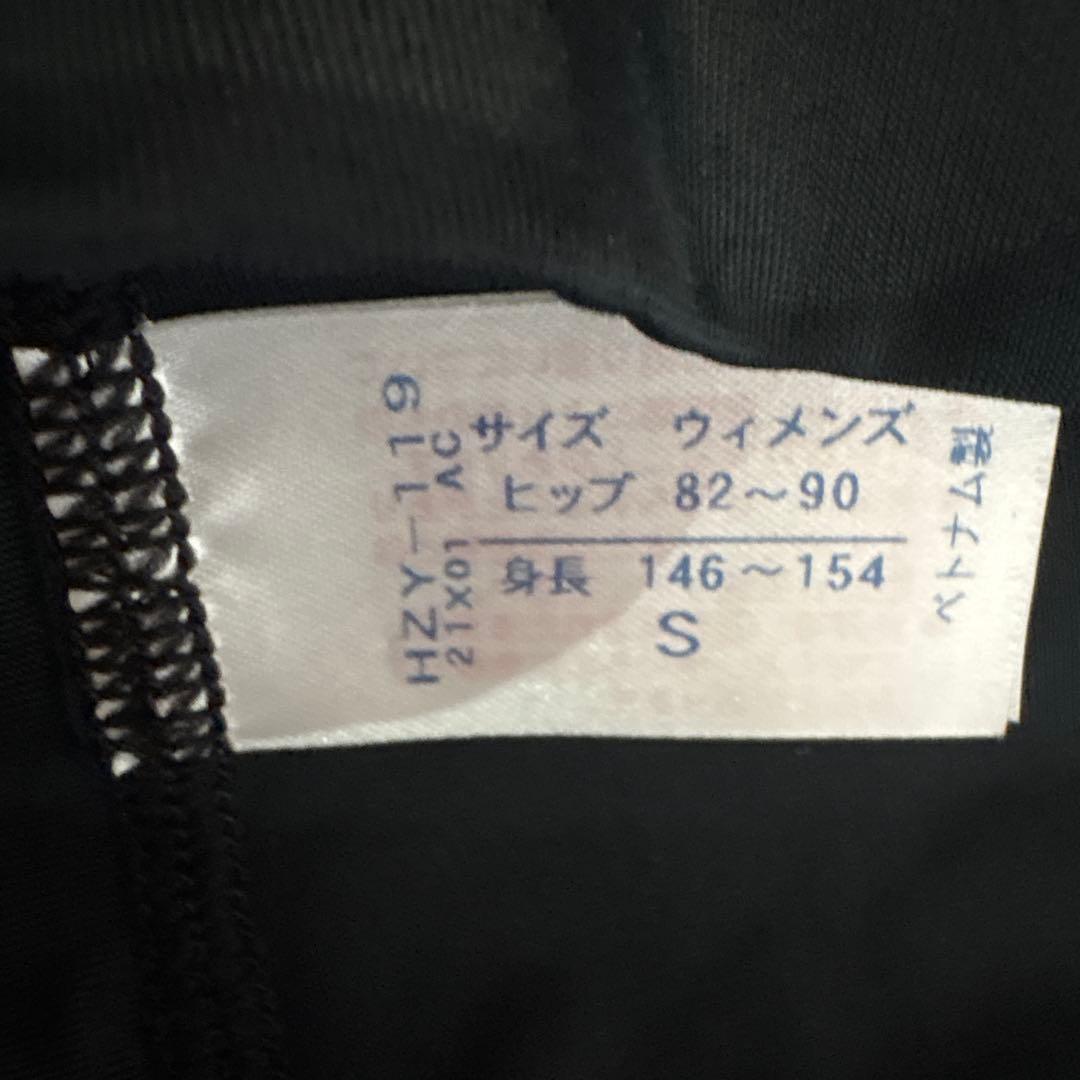 サイズ ウィメンズ
ヒップ 82～90
身長 146～154
S
HZY-119
21X01 AC
ベトナム製